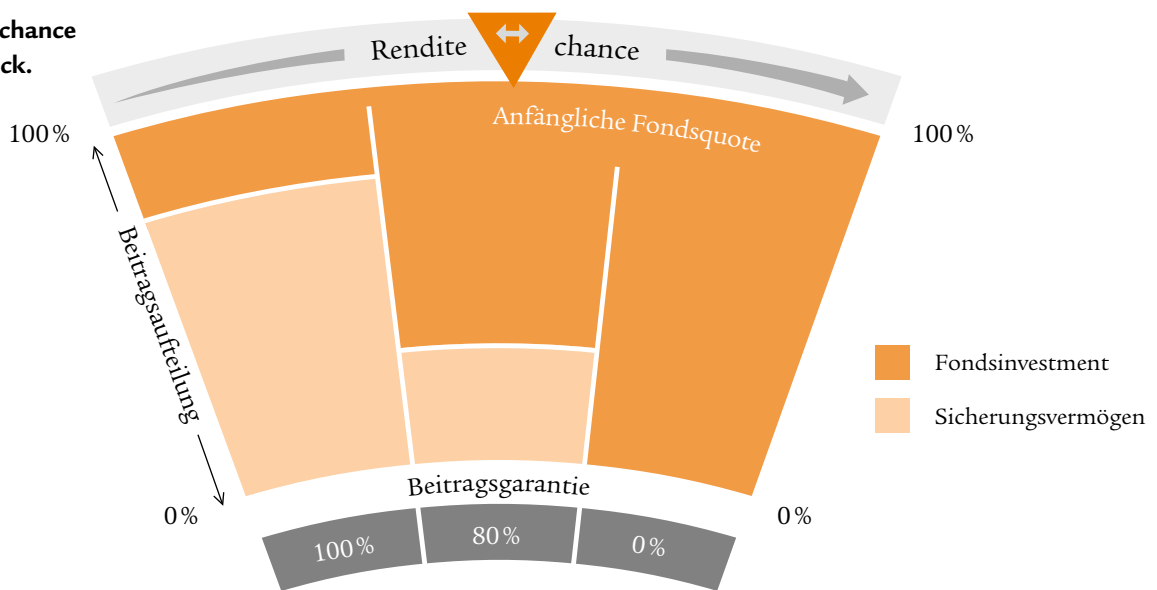 chance
ck.
Rendite chance
Anfängliche Fondsquote
100 %
100 %
Beitragsaufteilung
Fondsinvestment
Sicherungsvermögen
Beitragsgarantie
0 %
0 %
100 %
80 %
0 %